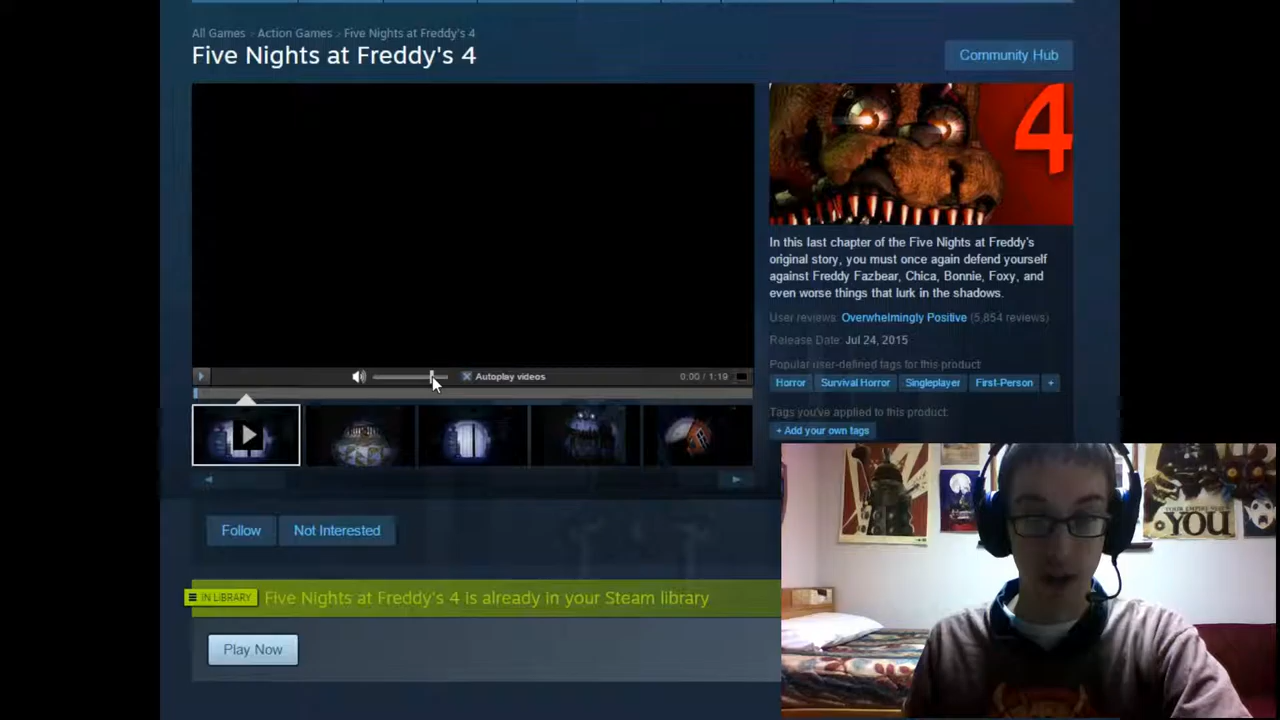 All Games > Action Games > Five Nights at Freddy's 4
Five Nights at Freddy's 4
Community Hub
4
In this last chapter of the Five Nights at Freddy's
original story, you must once again defend yourself
against Freddy Fazbear, Chica, Bonnie, Foxy, and
even worse things that lurk in the shadows.
User reviews: Overwhelmingly Positive (5,854 reviews)
Release Date: Jul 24, 2015
Popular user-defined tags for this product:
Horror Survival Horror Singleplayer First-Person +
Tags you've applied to this product:
+ Add your own tags
Autoplay videos 0:00 / 1:19
Follow Not Interested
IN LIBRARY Five Nights at Freddy's 4 is already in your Steam library
Play Now
YOUR EMPIRE
YOU